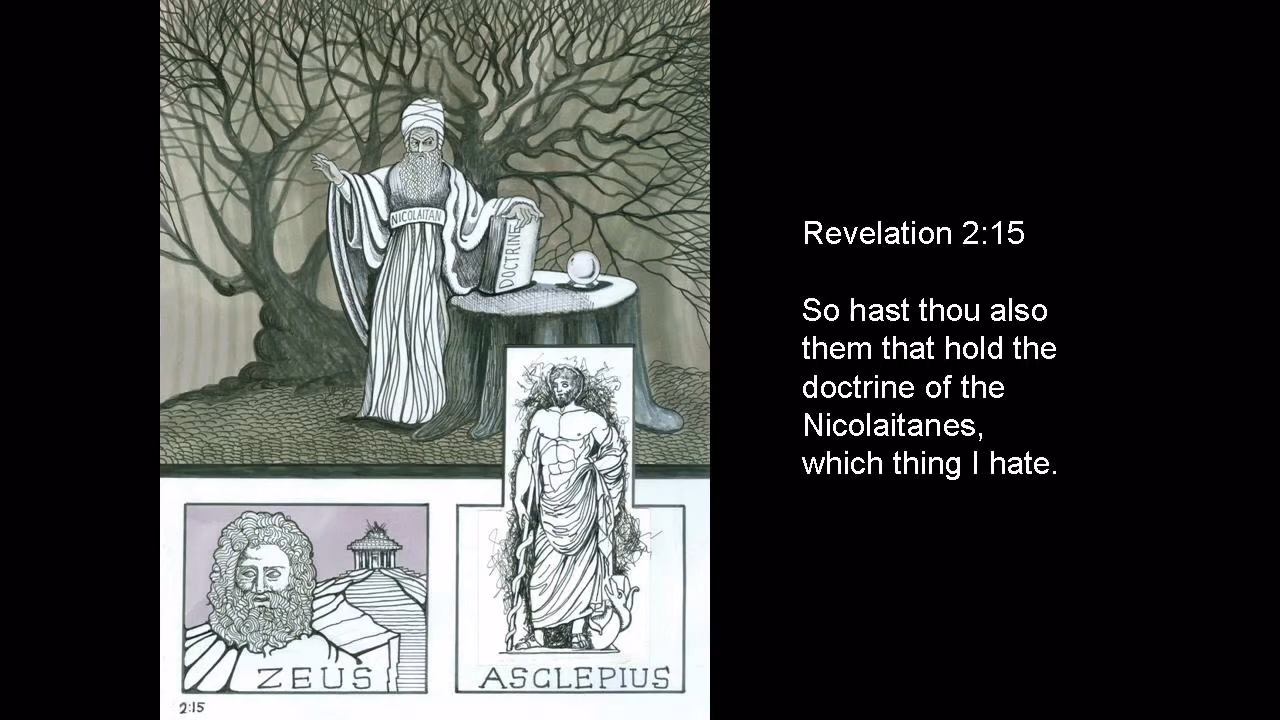 NICOLAITAN
DOCTRINE
ZEUS
ASCLEPIUS
2:15
Revelation 2:15
So hast thou also
them that hold the
doctrine of the
Nicolaitanes,
which thing I hate.